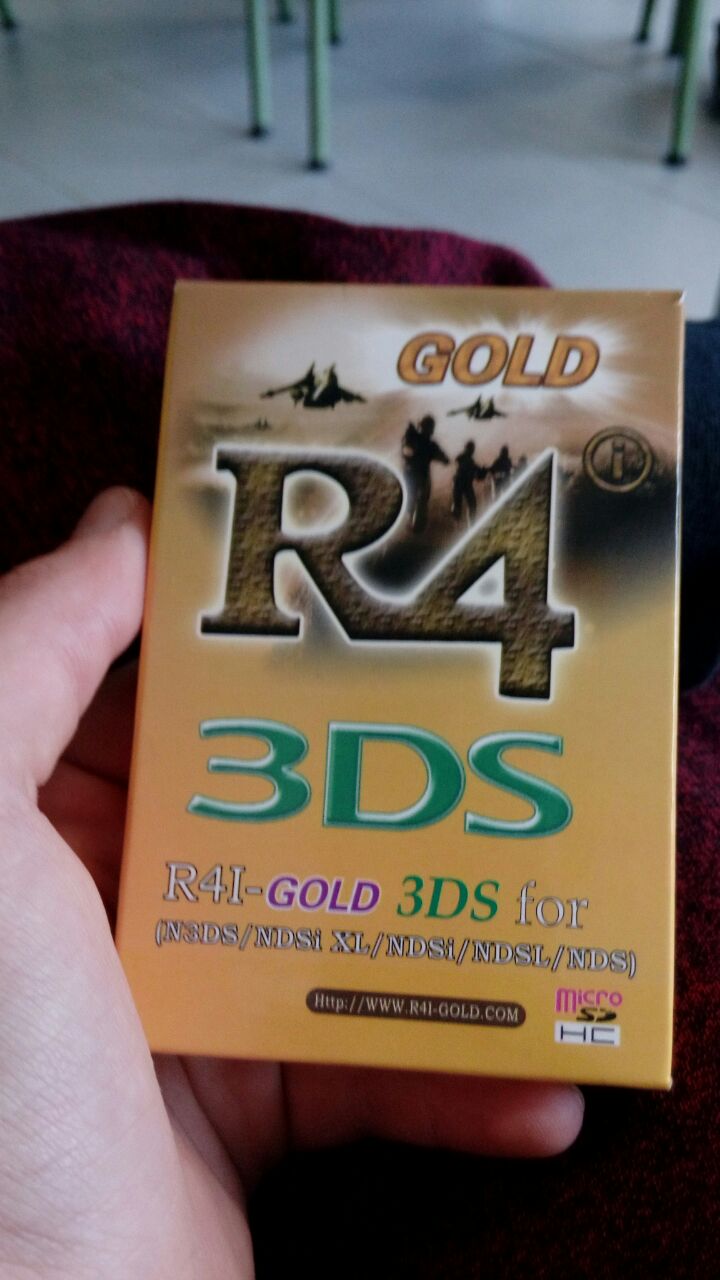 GOLD
R4 i
3DS
R4I-GOLD 3DS for
(N3DS/NDSi XL/NDSi/NDSL/NDS)
Http://WWW.R4I-GOLD.COM
micro
SD
HC